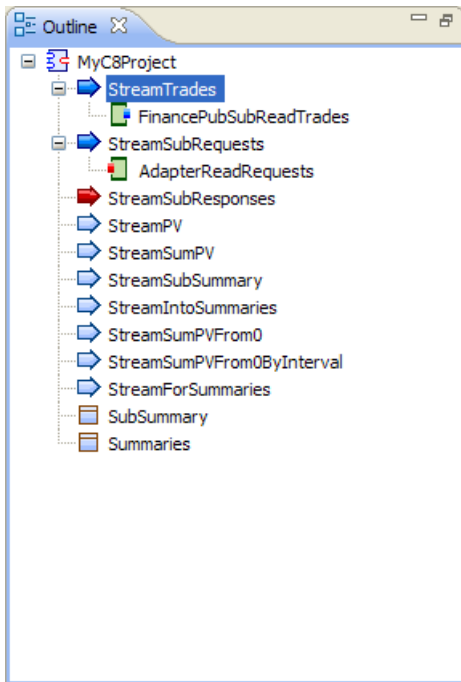 Outline
MyC8Project
StreamTrades
FinancePubSubReadTrades
StreamSubRequests
AdapterReadRequests
StreamSubResponses
StreamPV
StreamSumPV
StreamSubSummary
StreamIntoSummaries
StreamSumPVFrom0
StreamSumPVFrom0ByInterval
StreamForSummaries
SubSummary
Summaries